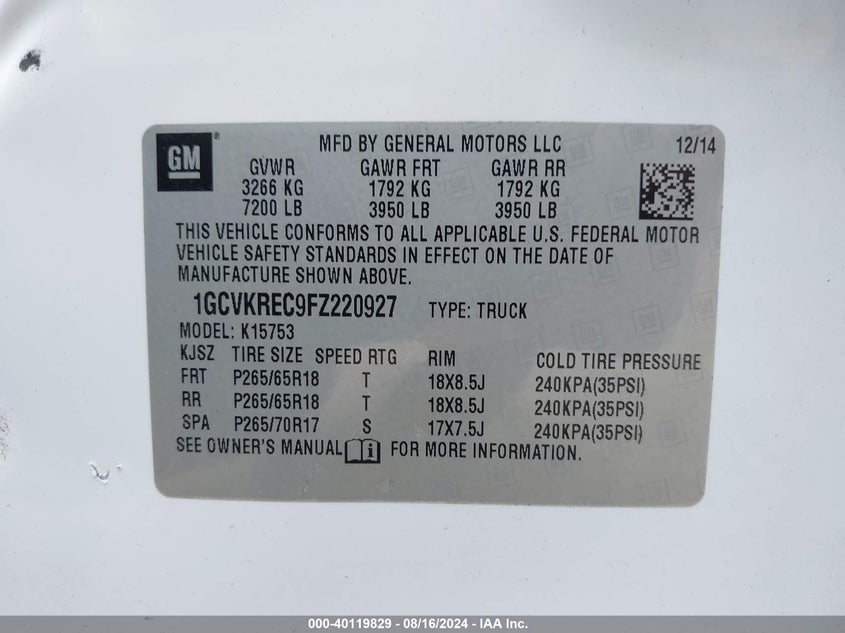 GM®
MFD BY GENERAL MOTORS LLC 12/14
GVWR GAWR FRT GAWR RR
3266 KG 1792 KG 1792 KG
7200 LB 3950 LB 3950 LB
THIS VEHICLE CONFORMS TO ALL APPLICABLE U.S. FEDERAL MOTOR
VEHICLE SAFETY STANDARDS IN EFFECT ON THE DATE OF
MANUFACTURE SHOWN ABOVE.
1GCVKREC9FZ220927 TYPE: TRUCK
MODEL: K15753
KJSZ TIRE SIZE SPEED RTG RIM COLD TIRE PRESSURE
FRT P265/65R18 T 18X8.5J 240KPA(35PSI)
RR P265/65R18 T 18X8.5J 240KPA(35PSI)
SPA P265/70R17 S 17X7.5J 240KPA(35PSI)
SEE OWNER'S MANUAL FOR MORE INFORMATION.
000-40119829 - 08/16/2024 - IAA Inc.